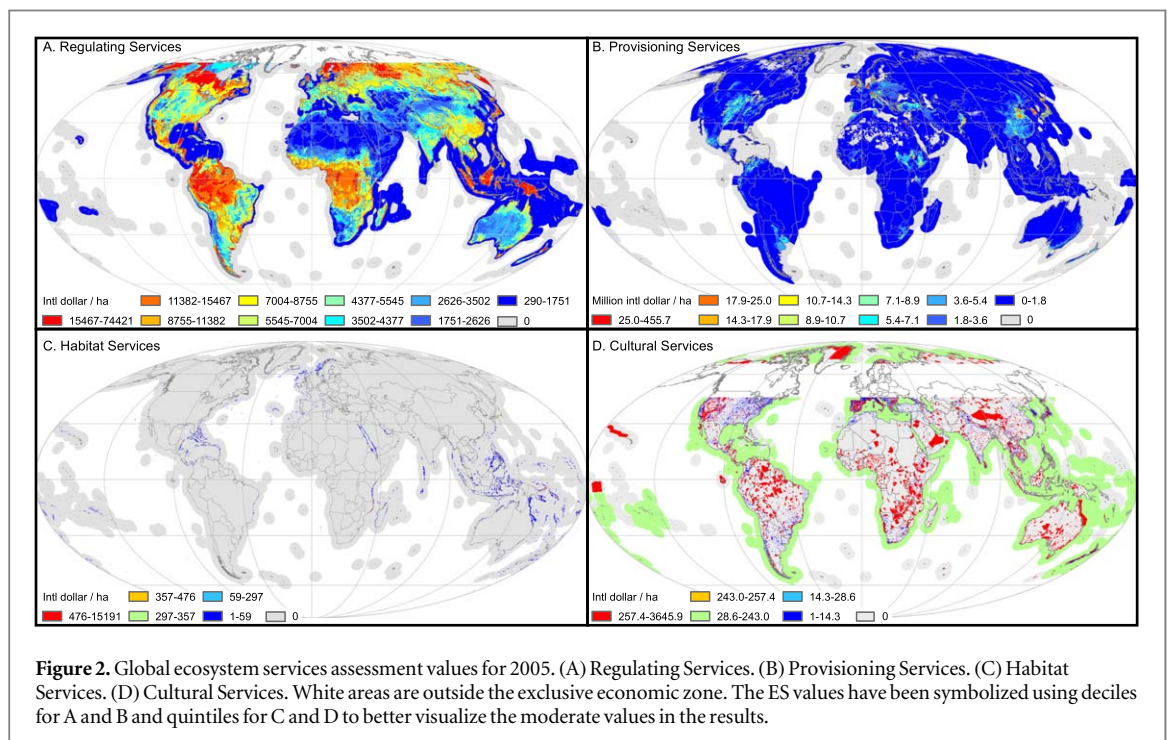 A. Regulating Services
Intl dollar / ha 11382-15467 7004-8755 4377-5545 2626-3502 290-1751
15467-74421 8755-11382 5545-7004 3502-4377 1751-2626 0
B. Provisioning Services
Million intl dollar / ha 17.9-25.0 10.7-14.3 7.1-8.9 3.6-5.4 0-1.8
25.0-455.7 14.3-17.9 8.9-10.7 5.4-7.1 1.8-3.6 0
C. Habitat Services
Intl dollar / ha 357-476 59-297
476-15191 297-357 1-59 0
D. Cultural Services
Intl dollar / ha 243.0-257.4 14.3-28.6
257.4-3645.9 28.6-243.0 1-14.3 0
Figure 2. Global ecosystem services assessment values for 2005. (A) Regulating Services. (B) Provisioning Services. (C) Habitat
Services. (D) Cultural Services. White areas are outside the exclusive economic zone. The ES values have been symbolized using deciles
for A and B and quintiles for C and D to better visualize the moderate values in the results.